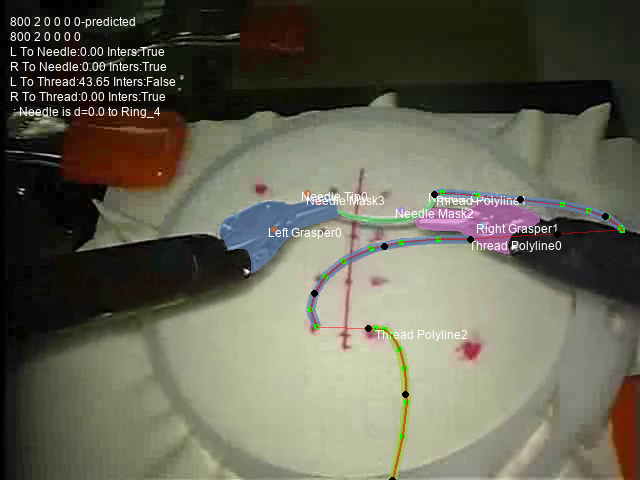 800 2 0 0 0 0-predicted
800 2 0 0 0 0
L To Needle:0.00 Inters:True
R To Needle:0.00 Inters:True
L To Thread:43.65 Inters:False
R To Thread:0.00 Inters:True
: Needle is d=0.0 to Ring_4
Needle Tip0
Needle Mask3
Thread Polyline
Needle Mask2
Left Grasper0
Right Grasper1
Thread Polyline0
Thread Polyline2